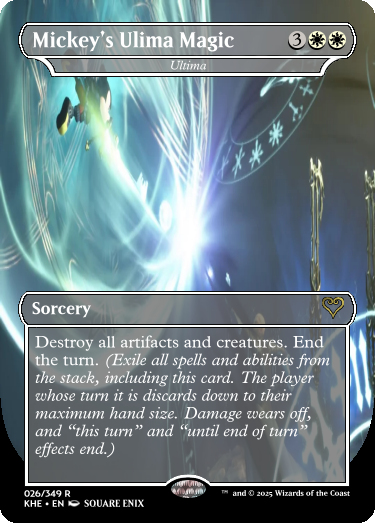 Mickey's Ulima Magic 3
Ultima
Sorcery
Destroy all artifacts and creatures. End
the turn. (Exile all spells and abilities from
the stack, including this card. The player
whose turn it is discards down to their
maximum hand size. Damage wears off,
and “this turn” and “until end of turn”
effects end.)
026/349 R
KHE • EN SQUARE ENIX
™ and © 2025 Wizards of the Coast